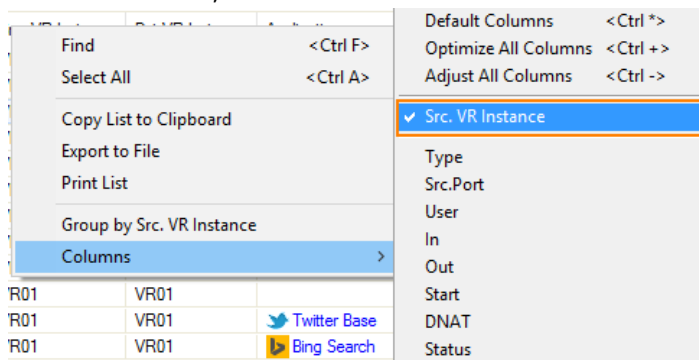 Find <Ctrl F>
Select All <Ctrl A>
Copy List to Clipboard
Export to File
Print List
Group by Src. VR Instance
Columns >
Default Columns <Ctrl *>
Optimize All Columns <Ctrl +>
Adjust All Columns <Ctrl ->
Src. VR Instance
Type
Src.Port
User
In
Out
Start
DNAT
Status
VR01 VR01
VR01 VR01 Twitter Base
VR01 VR01 Bing Search